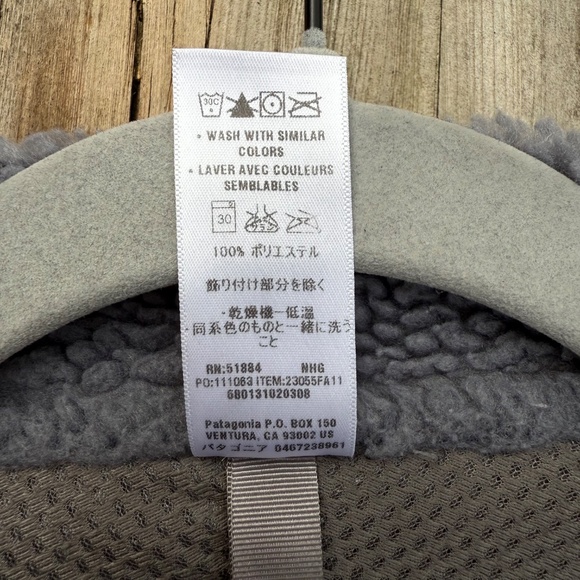 30C
• WASH WITH SIMILAR
COLORS
• LAVER AVEC COULEURS
SEMBLABLES
30
100% ポリエステル
飾り付け部分を除く
・乾燥機ー低温
・同系色のものと一緒に洗う
こと
RN:51884 NHG
PO:111063 ITEM:23055FA11
680131020308
Patagonia P.O. BOX 150
VENTURA, CA 93002 US
パタゴニア 0467238961